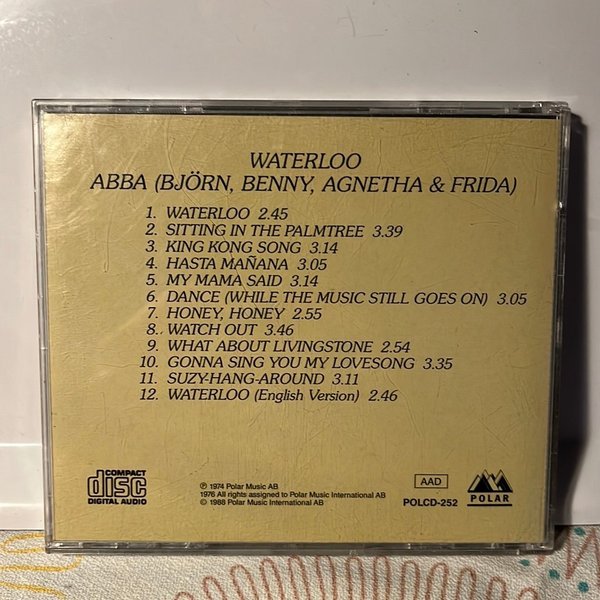 WATERLOO
ABBA (BJÖRN, BENNY, AGNETHA & FRIDA)
1. WATERLOO 2.45
2. SITTING IN THE PALMTREE 3.39
3. KING KONG SONG 3.14
4. HASTA MAÑANA 3.05
5. MY MAMA SAID 3.14
6. DANCE (WHILE THE MUSIC STILL GOES ON) 3.05
7. HONEY, HONEY 2.55
8. WATCH OUT 3.46
9. WHAT ABOUT LIVINGSTONE 2.54
10. GONNA SING YOU MY LOVESONG 3.35
11. SUZY-HANG-AROUND 3.11
12. WATERLOO (English Version) 2.46
COMPACT
disc
DIGITAL AUDIO
℗ 1974 Polar Music AB
1976 All rights assigned to Polar Music International AB
© 1988 Polar Music International AB
AAD
POLCD-252
POLAR